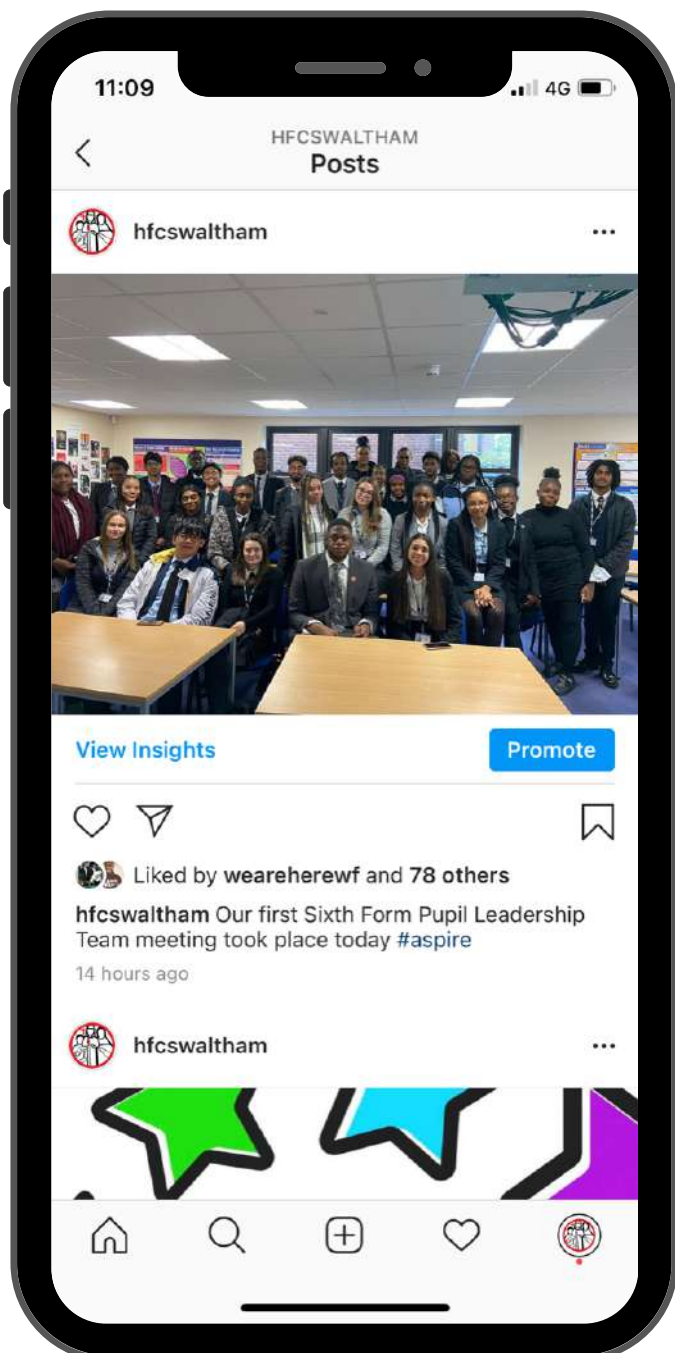 11:09
4G
HFCSWALTHAM
Posts
hfcswaltham
View Insights
Promote
Liked by weareherewf and 78 others
hfcswaltham Our first Sixth Form Pupil Leadership
Team meeting took place today #aspire
14 hours ago
hfcswaltham